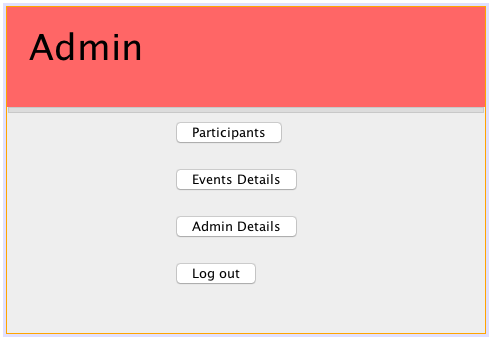 Admin
Participants
Events Details
Admin Details
Log out